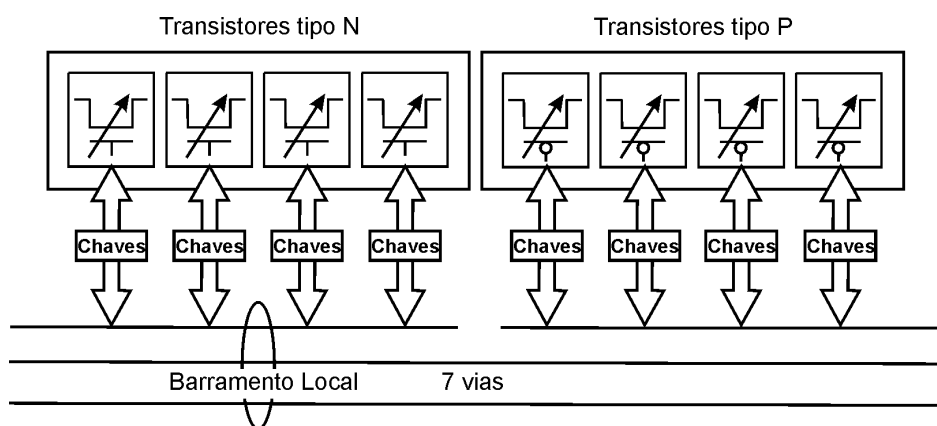 Transistores tipo N
Transistores tipo P
Chaves Chaves Chaves Chaves Chaves Chaves Chaves Chaves
Barramento Local 7 vias